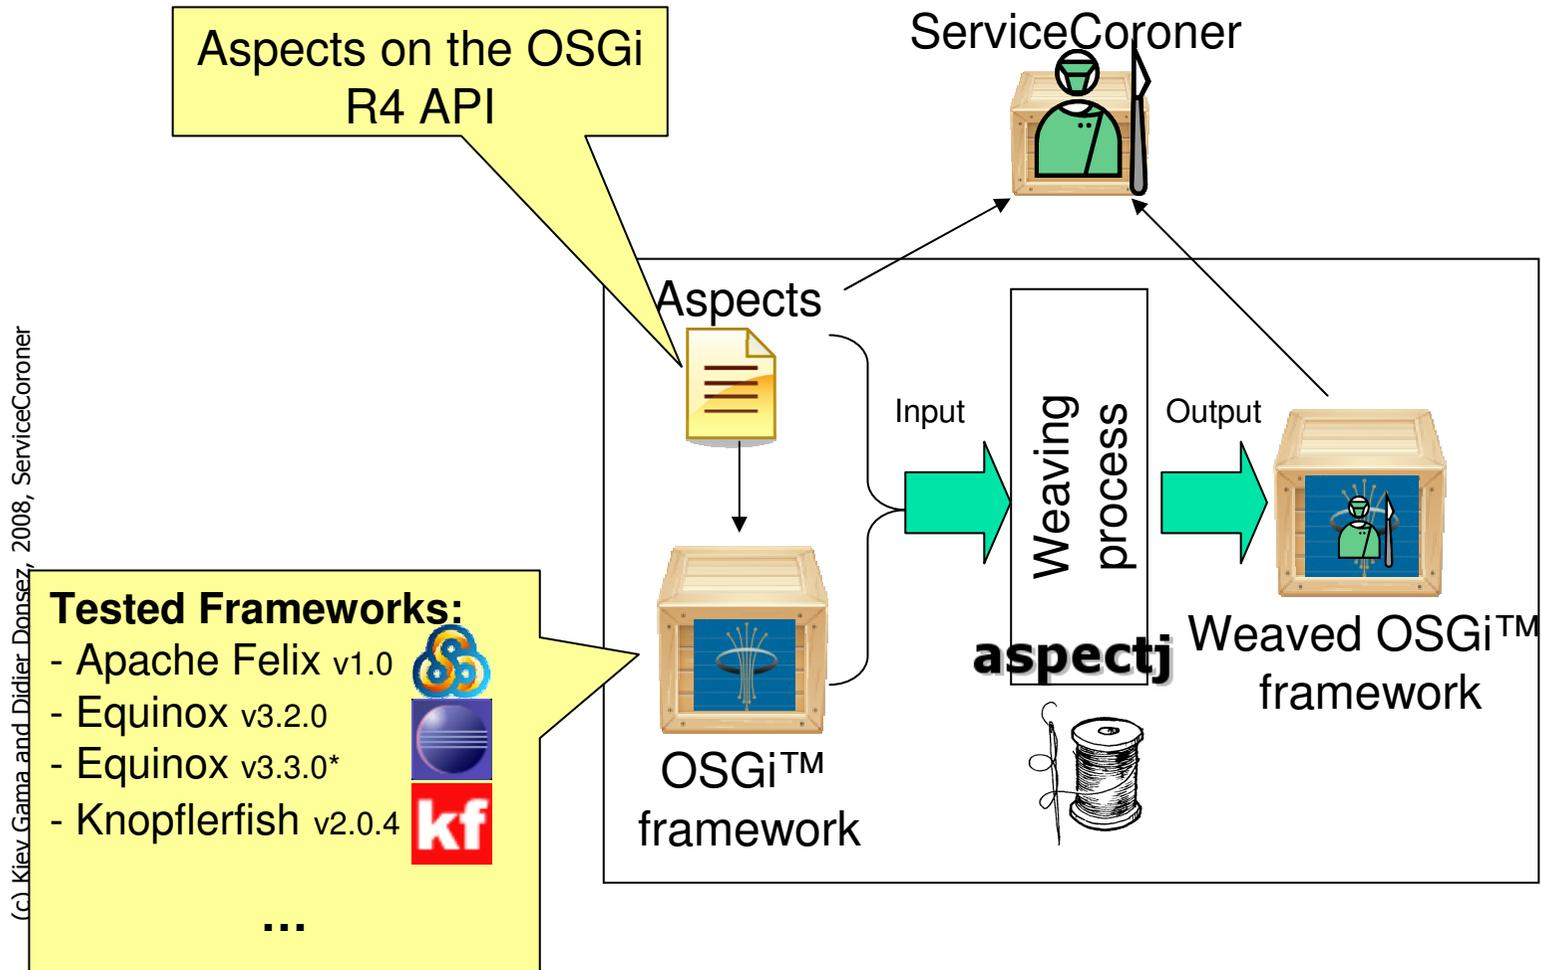 ServiceCoroner
Aspects on the OSGi
R4 API
Aspects
Input
Weaving
process
Output
aspectj
Weaved OSGi™
framework
OSGi™
framework
Tested Frameworks:
- Apache Felix v1.0
- Equinox v3.2.0
- Equinox v3.3.0*
- Knopflerfish v2.0.4
kf
...
(c) Kiev Gama and Didier Donsez, 2008, ServiceCoroner